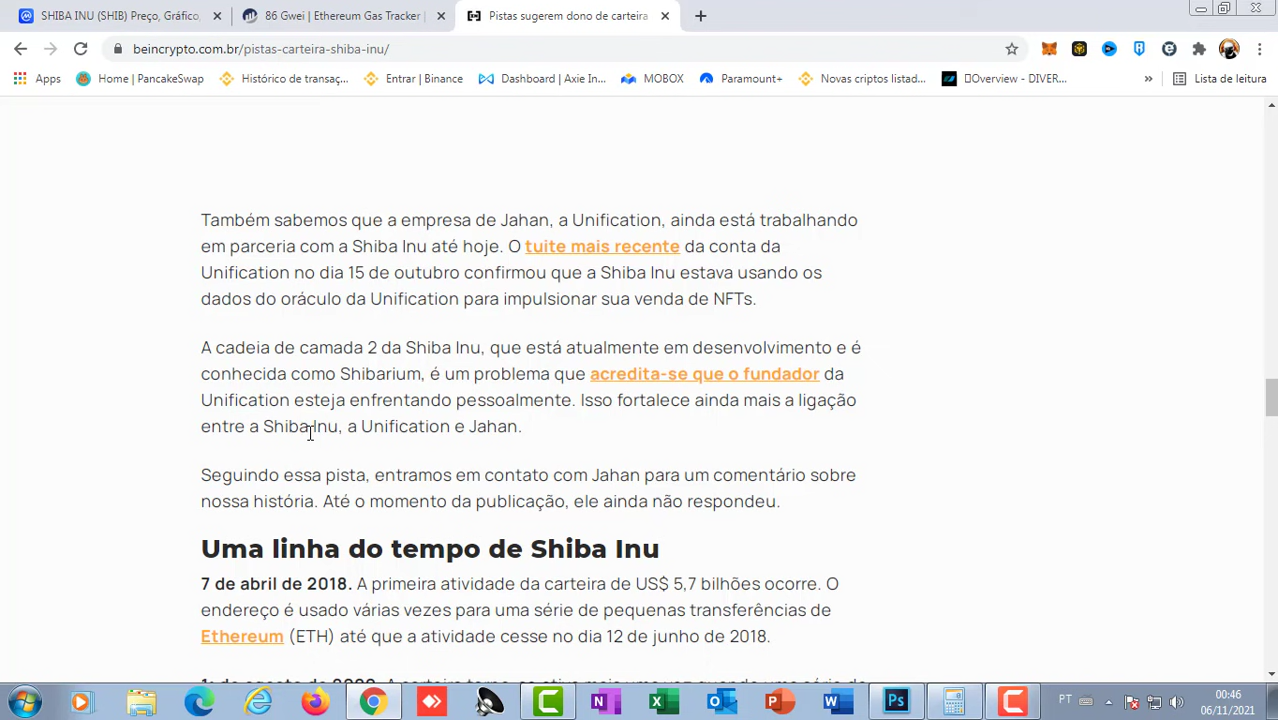 SHIBA INU (SHIB) Preço, Gráfico,
86 Gwei | Ethereum Gas Tracker |
Pistas sugerem dono de carteira
beincrypto.com.br/pistas-carteira-shiba-inu/
Apps
Home | PancakeSwap
Histórico de transaç...
Entrar | Binance
Dashboard | Axie In...
MOBOX
Paramount+
Novas criptos listad...
Overview - DIVER...
»
Lista de leitura
Também sabemos que a empresa de Jahan, a Unification, ainda está trabalhando
em parceria com a Shiba Inu até hoje. O tuite mais recente da conta da
Unification no dia 15 de outubro confirmou que a Shiba Inu estava usando os
dados do oráculo da Unification para impulsionar sua venda de NFTs.
A cadeia de camada 2 da Shiba Inu, que está atualmente em desenvolvimento e é
conhecida como Shibarium, é um problema que acredita-se que o fundador da
Unification esteja enfrentando pessoalmente. Isso fortalece ainda mais a ligação
entre a Shiba Inu, a Unification e Jahan.
Seguindo essa pista, entramos em contato com Jahan para um comentário sobre
nossa história. Até o momento da publicação, ele ainda não respondeu.
Uma linha do tempo de Shiba Inu
7 de abril de 2018. A primeira atividade da carteira de US$ 5,7 bilhões ocorre. O
endereço é usado várias vezes para uma série de pequenas transferências de
Ethereum (ETH) até que a atividade cesse no dia 12 de junho de 2018.
PT
00:46
06/11/2021